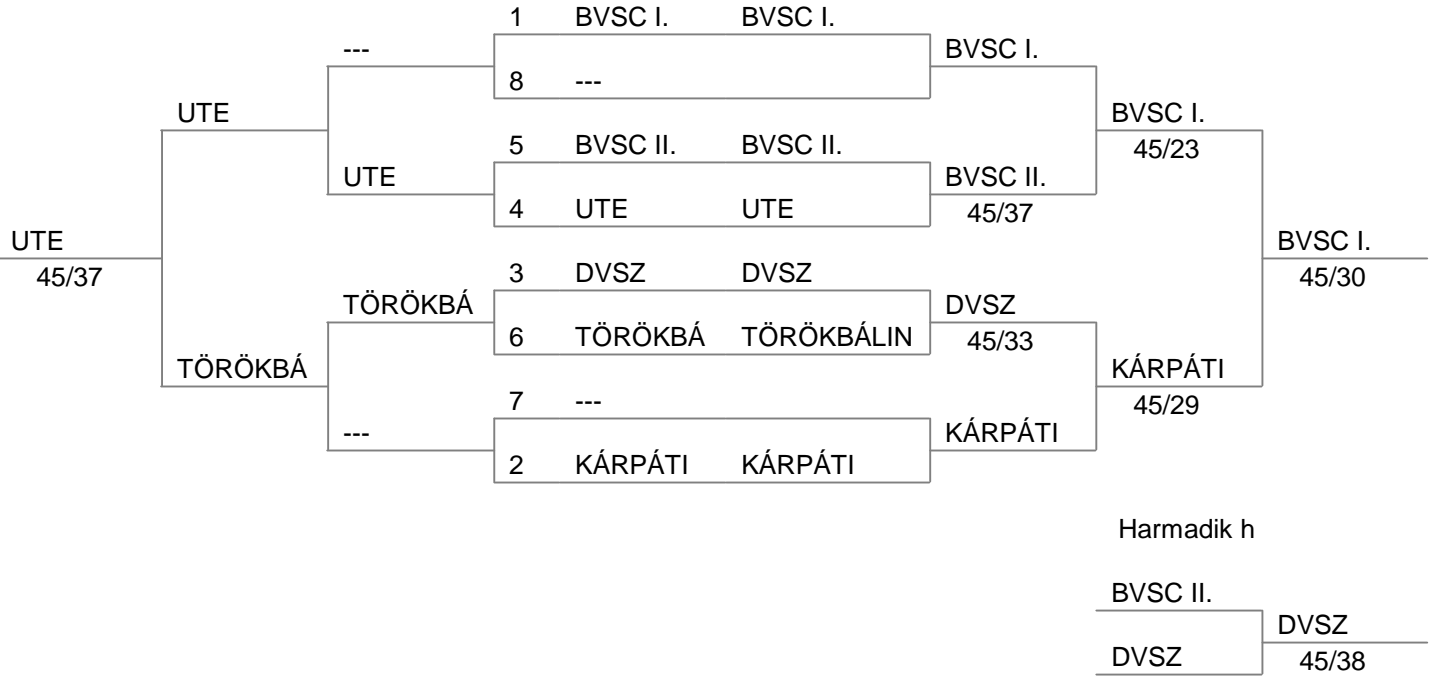 1 BVSC I. BVSC I.
--- BVSC I.
8 ---
UTE BVSC I.
5 BVSC II. BVSC II. 45/23
UTE BVSC II.
4 UTE UTE 45/37
UTE BVSC I.
45/37 3 DVSZ DVSZ 45/30
TÖRÖKBÁ DVSZ
6 TÖRÖKBÁ TÖRÖKBÁLIN 45/33
TÖRÖKBÁ KÁRPÁTI
7 --- 45/29
--- KÁRPÁTI
2 KÁRPÁTI KÁRPÁTI
Harmadik h
BVSC II.
DVSZ
DVSZ 45/38